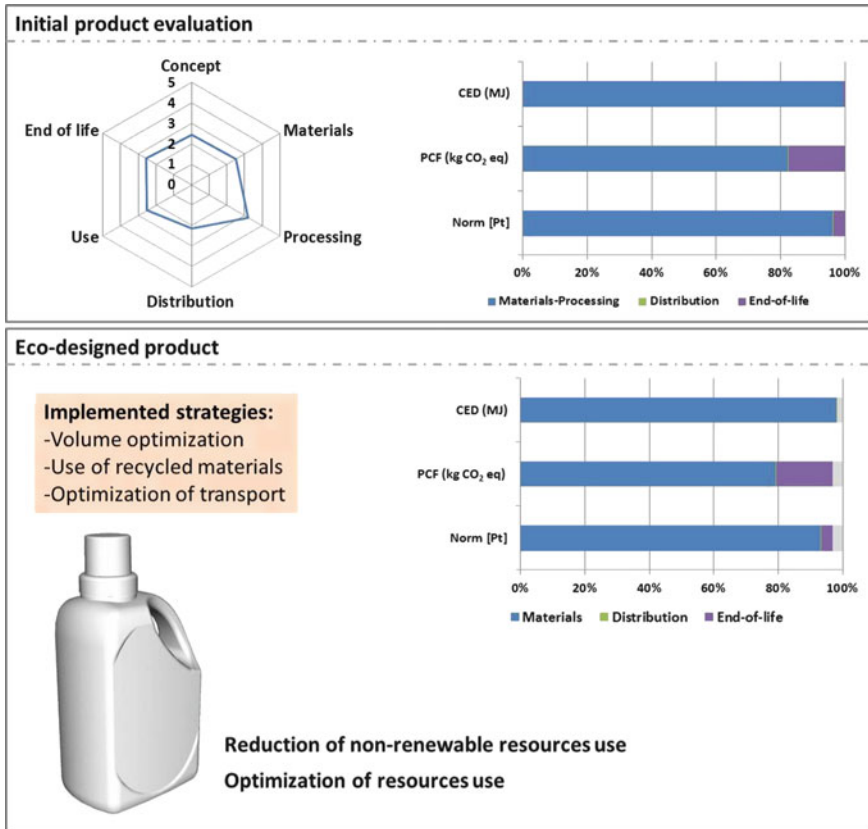 Initial product evaluation
Concept
5
4
3
2
1
0
End of life
Materials
Use
Processing
Distribution
CED (MJ)
PCF (kg CO₂ eq)
Norm [Pt]
0% 20% 40% 60% 80% 100%
Materials-Processing Distribution End-of-life
Eco-designed product
Implemented strategies:
-Volume optimization
-Use of recycled materials
-Optimization of transport
CED (MJ)
PCF (kg CO₂ eq)
Norm [Pt]
0% 20% 40% 60% 80% 100%
Materials Distribution End-of-life
Reduction of non-renewable resources use
Optimization of resources use